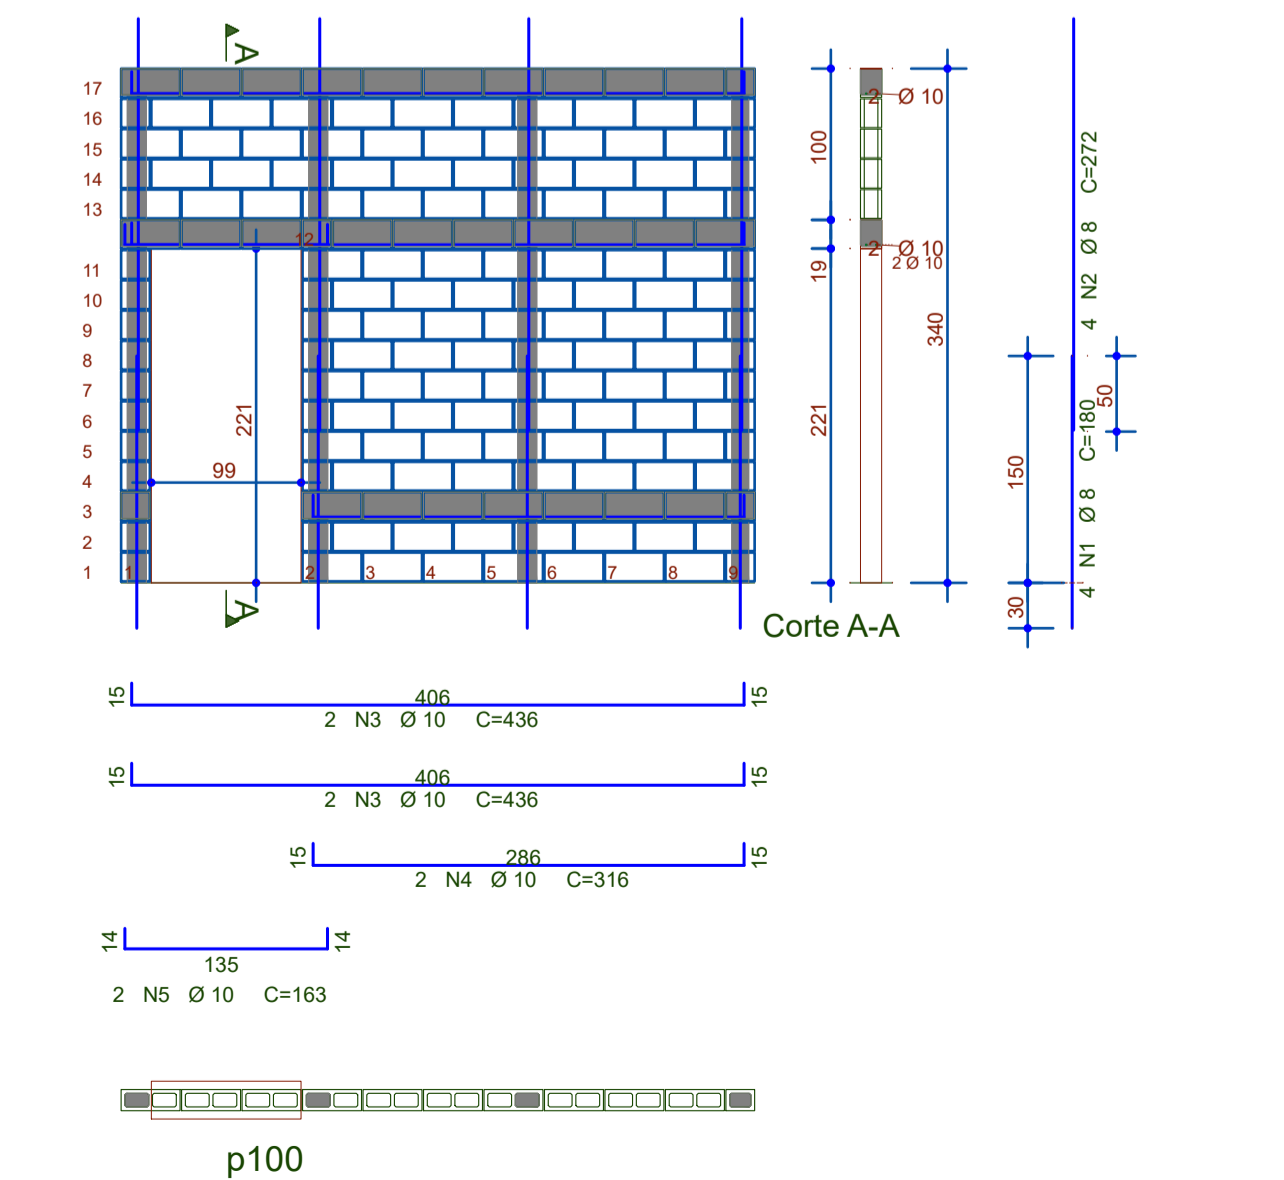 A
17
16
15
14
13
12
11
10
9
8
7
6
5
4
3
2
1
221
99
1 2 3 4 5 6 7 8 9
A
100
19
221
340
2 Ø 10
2 Ø 10
2 Ø 10
Corte A-A
4 N2 Ø 8 C=272
4 N1 Ø 8 C=180
50
150
30
15 406 15
2 N3 Ø 10 C=436
15 406 15
2 N3 Ø 10 C=436
15 286 15
2 N4 Ø 10 C=316
14 14
135
2 N5 Ø 10 C=163
p100